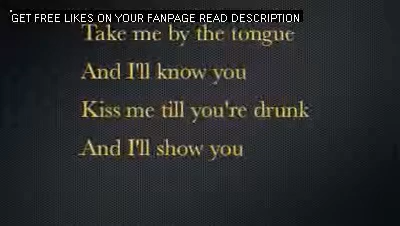 GET FREE LIKES ON YOUR FANPAGE READ DESCRIPTION
Take me by the tongue
And I'll know you
Kiss me till you're drunk
And I'll show you